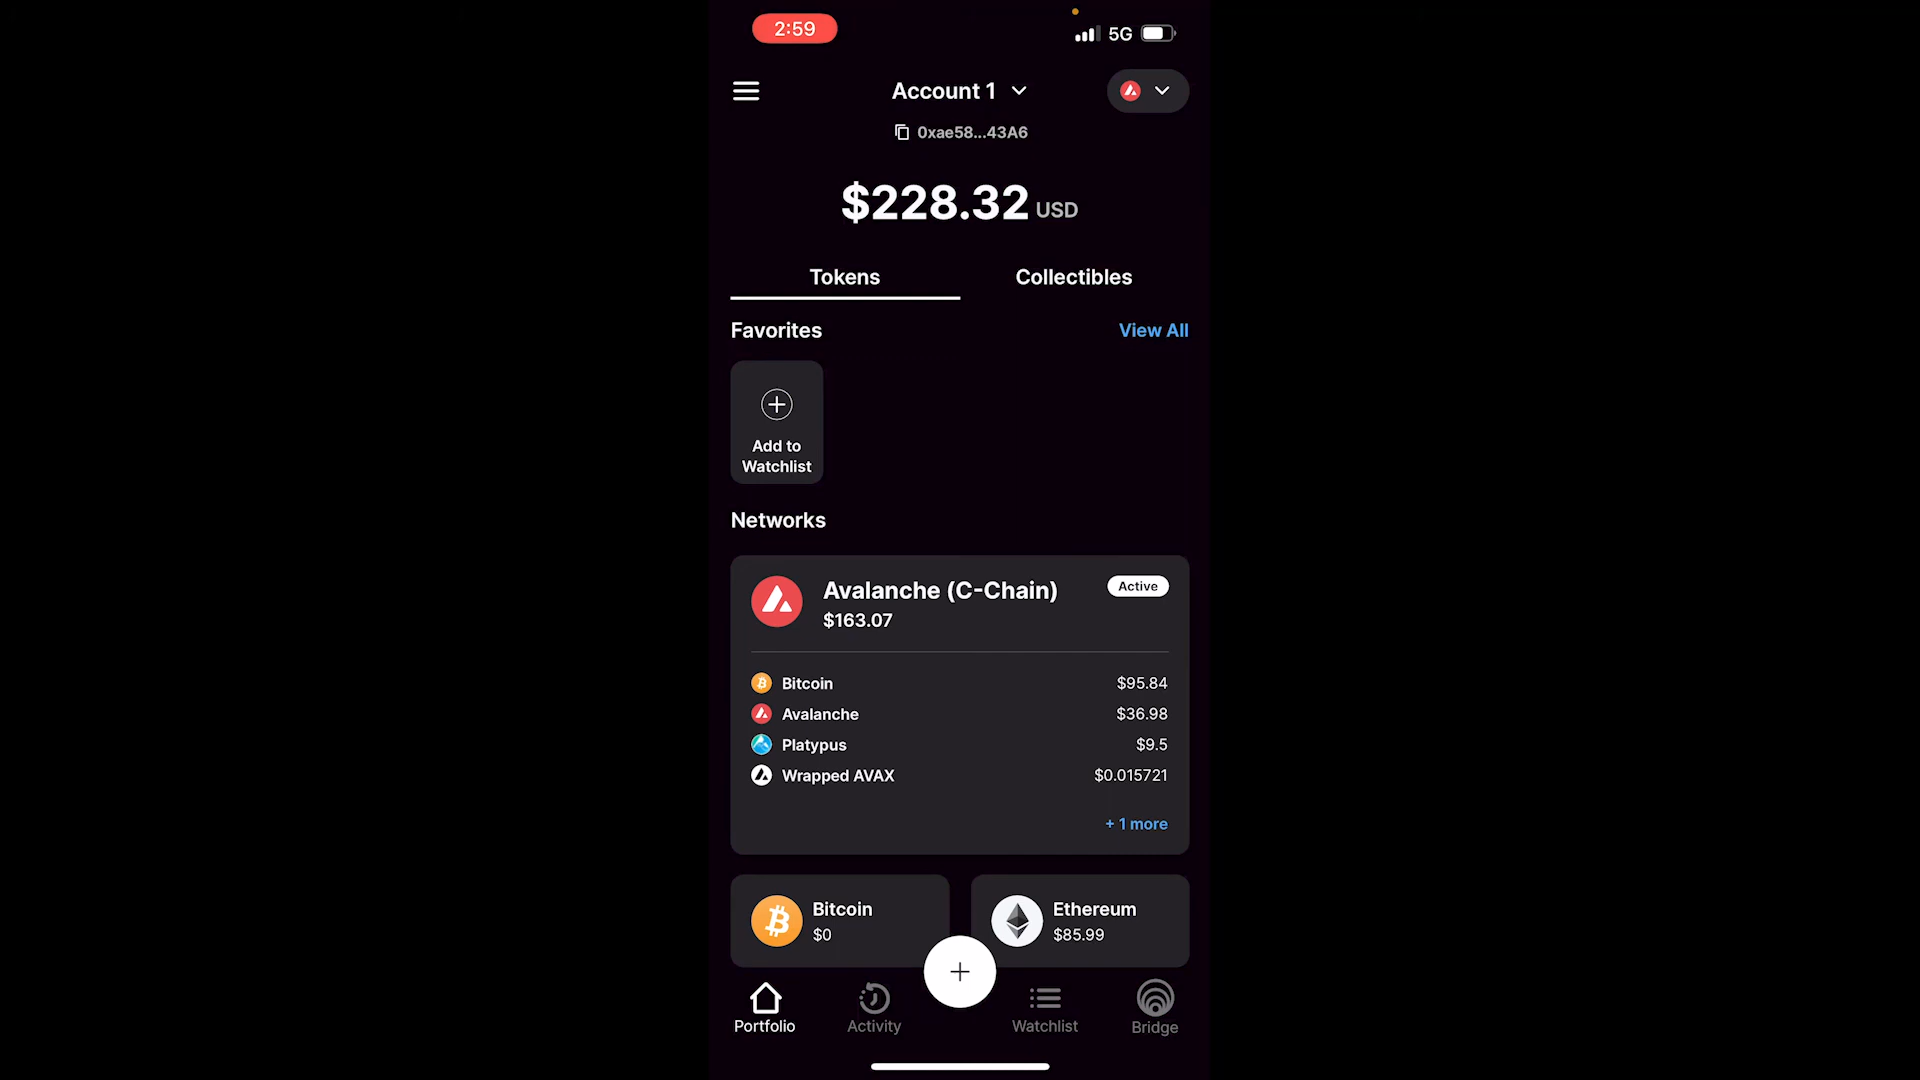 2:59
5G
Account 1
0xae58...43A6
$228.32 USD
Tokens
Collectibles
Favorites
View All
Add to
Watchlist
Networks
Avalanche (C-Chain)
Active
$163.07
Bitcoin
$95.84
Avalanche
$36.98
Platypus
$9.5
Wrapped AVAX
$0.015721
+ 1 more
Bitcoin
$0
Ethereum
$85.99
Portfolio
Activity
Watchlist
Bridge